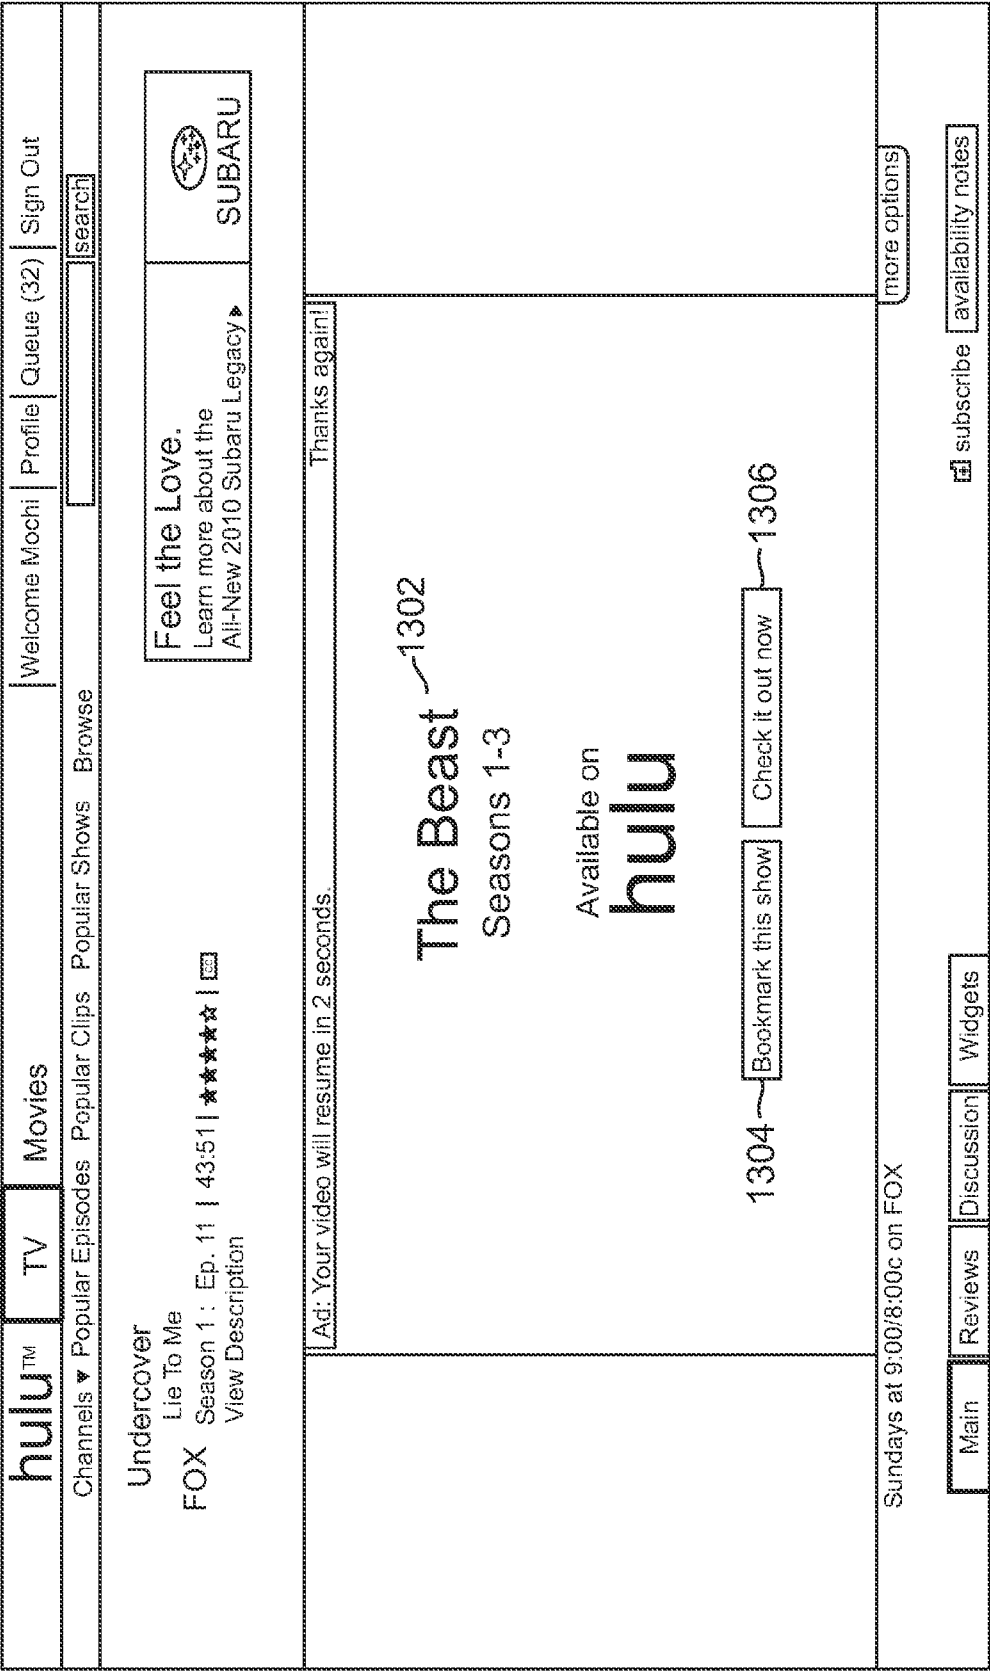 hulu™ TV Movies Welcome Mochi | Profile | Queue (32) | Sign Out
Channels ▾ Popular Episodes Popular Clips Popular Shows Browse search
Undercover
Lie To Me
FOX Season 1 : Ep. 11 | 43:51 | ★★★★☆ | CC
View Description
Feel the Love.
Learn more about the
All-New 2010 Subaru Legacy▸
SUBARU
Ad: Your video will resume in 2 seconds. Thanks again!
The Beast 1302
Seasons 1-3
Available on
hulu
1304 Bookmark this show Check it out now 1306
Sundays at 9:00/8:00c on FOX more options
Main Reviews Discussion Widgets subscribe availability notes